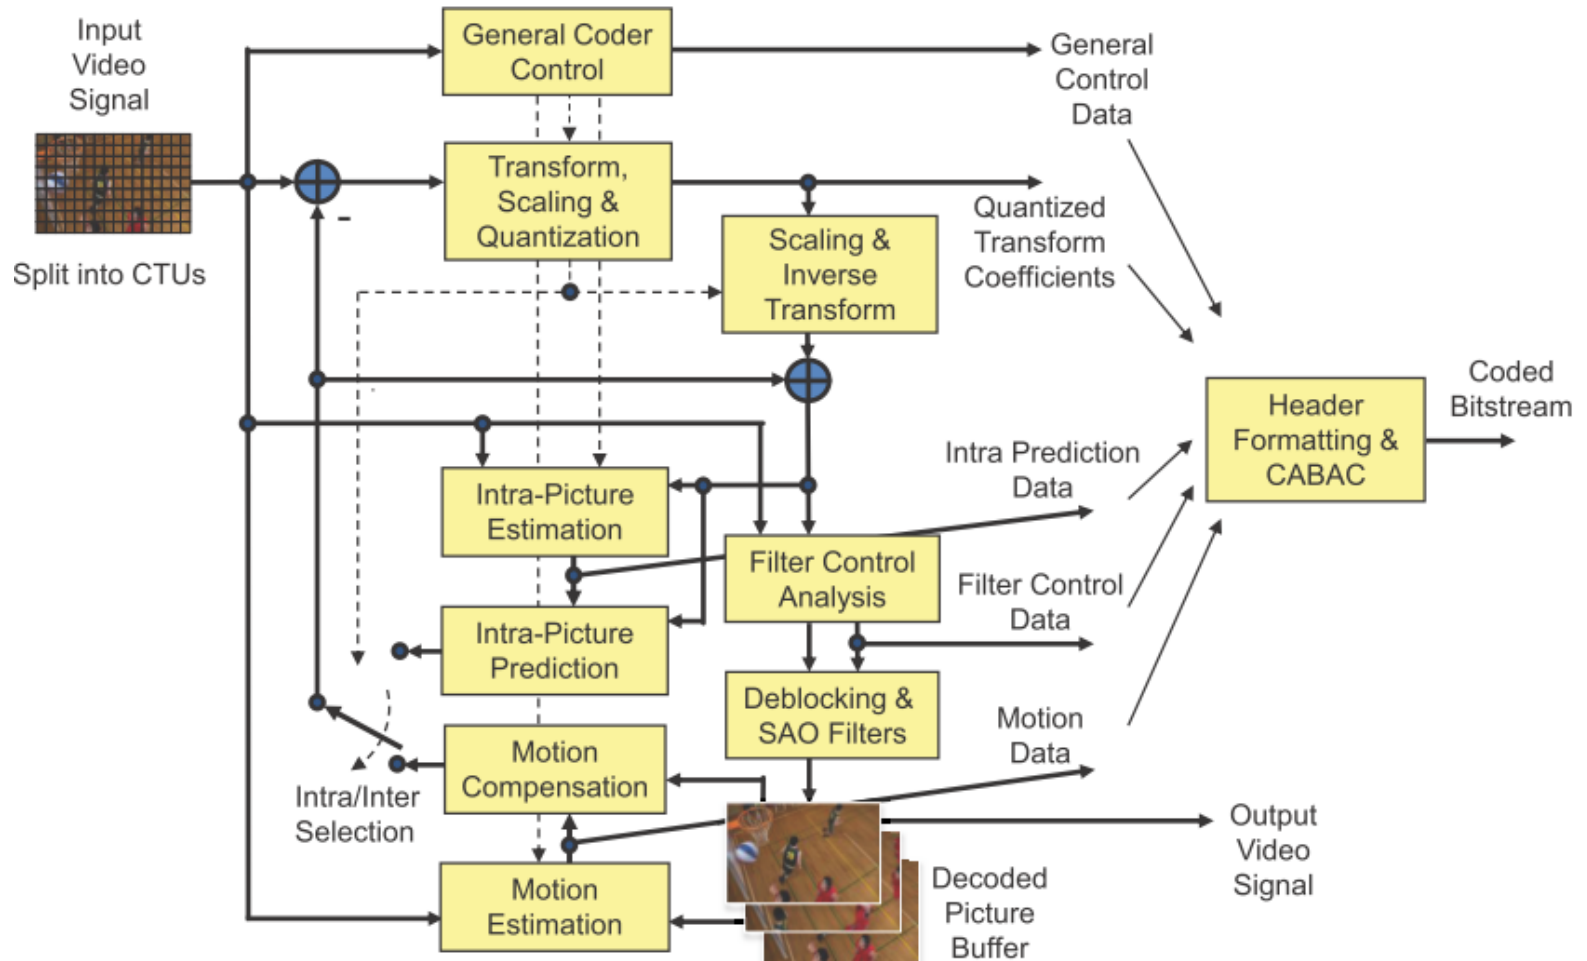 Input
Video
Signal
Split into CTUs
General Coder
Control
General
Control
Data
Transform,
Scaling &
Quantization
-
Quantized
Transform
Coefficients
Scaling &
Inverse
Transform
Coded
Bitstream
Header
Formatting &
CABAC
Intra Prediction
Data
Intra-Picture
Estimation
Filter Control
Analysis
Filter Control
Data
Intra-Picture
Prediction
Deblocking &
SAO Filters
Motion
Data
Motion
Compensation
Intra/Inter
Selection
Output
Video
Signal
Motion
Estimation
Decoded
Picture
Buffer